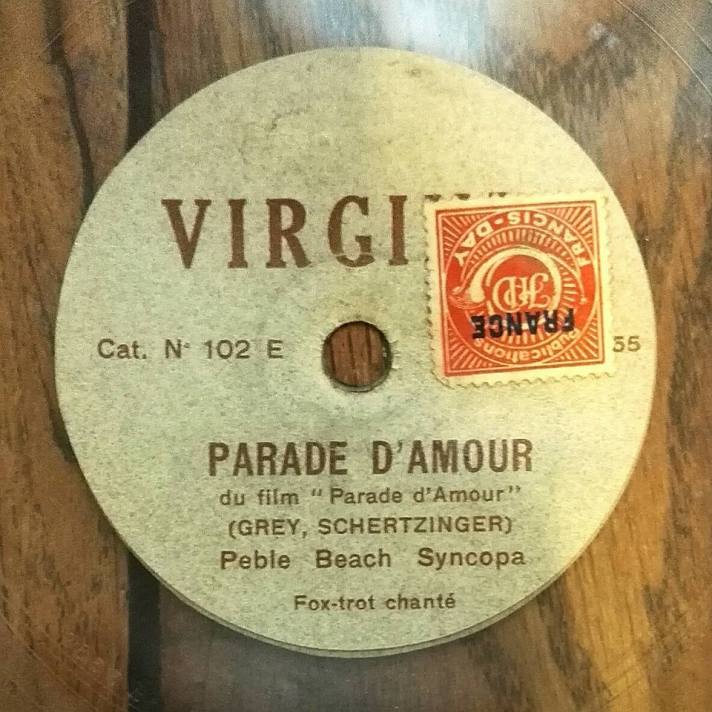 VIRGI
Cat. N° 102 E
55
FRANCIS-DAY
FD
FRANCE
Publication
PARADE D'AMOUR
du film “Parade d'Amour”
(GREY, SCHERTZINGER)
Peble Beach Syncopa
Fox-trot chanté